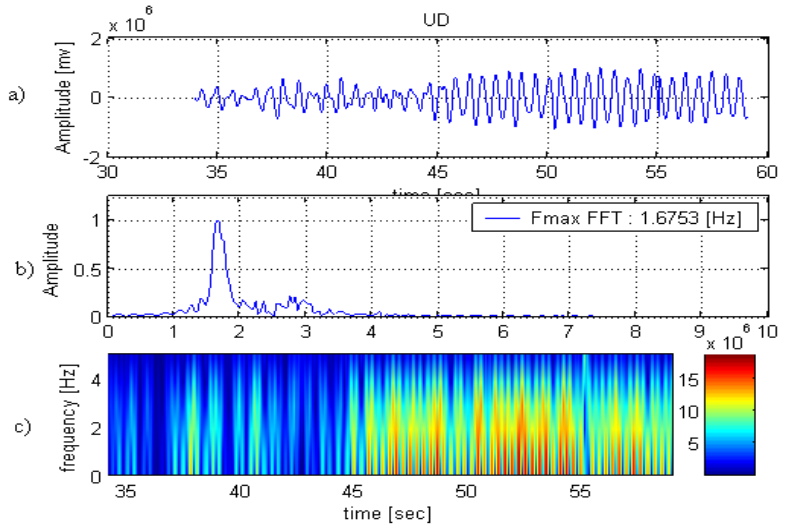 x 10^6
UD
a)
Amplitude [mv]
2
0
-2
30 35 40 45 50 55 60
time [sec]
b)
Amplitude
1
0.5
0
Fmax FFT : 1.6753 [Hz]
0 1 2 3 4 5 6 7 8 9 10
x 10^6
c)
frequency [Hz]
4
2
0
15
10
5
35 40 45 50 55
time [sec]